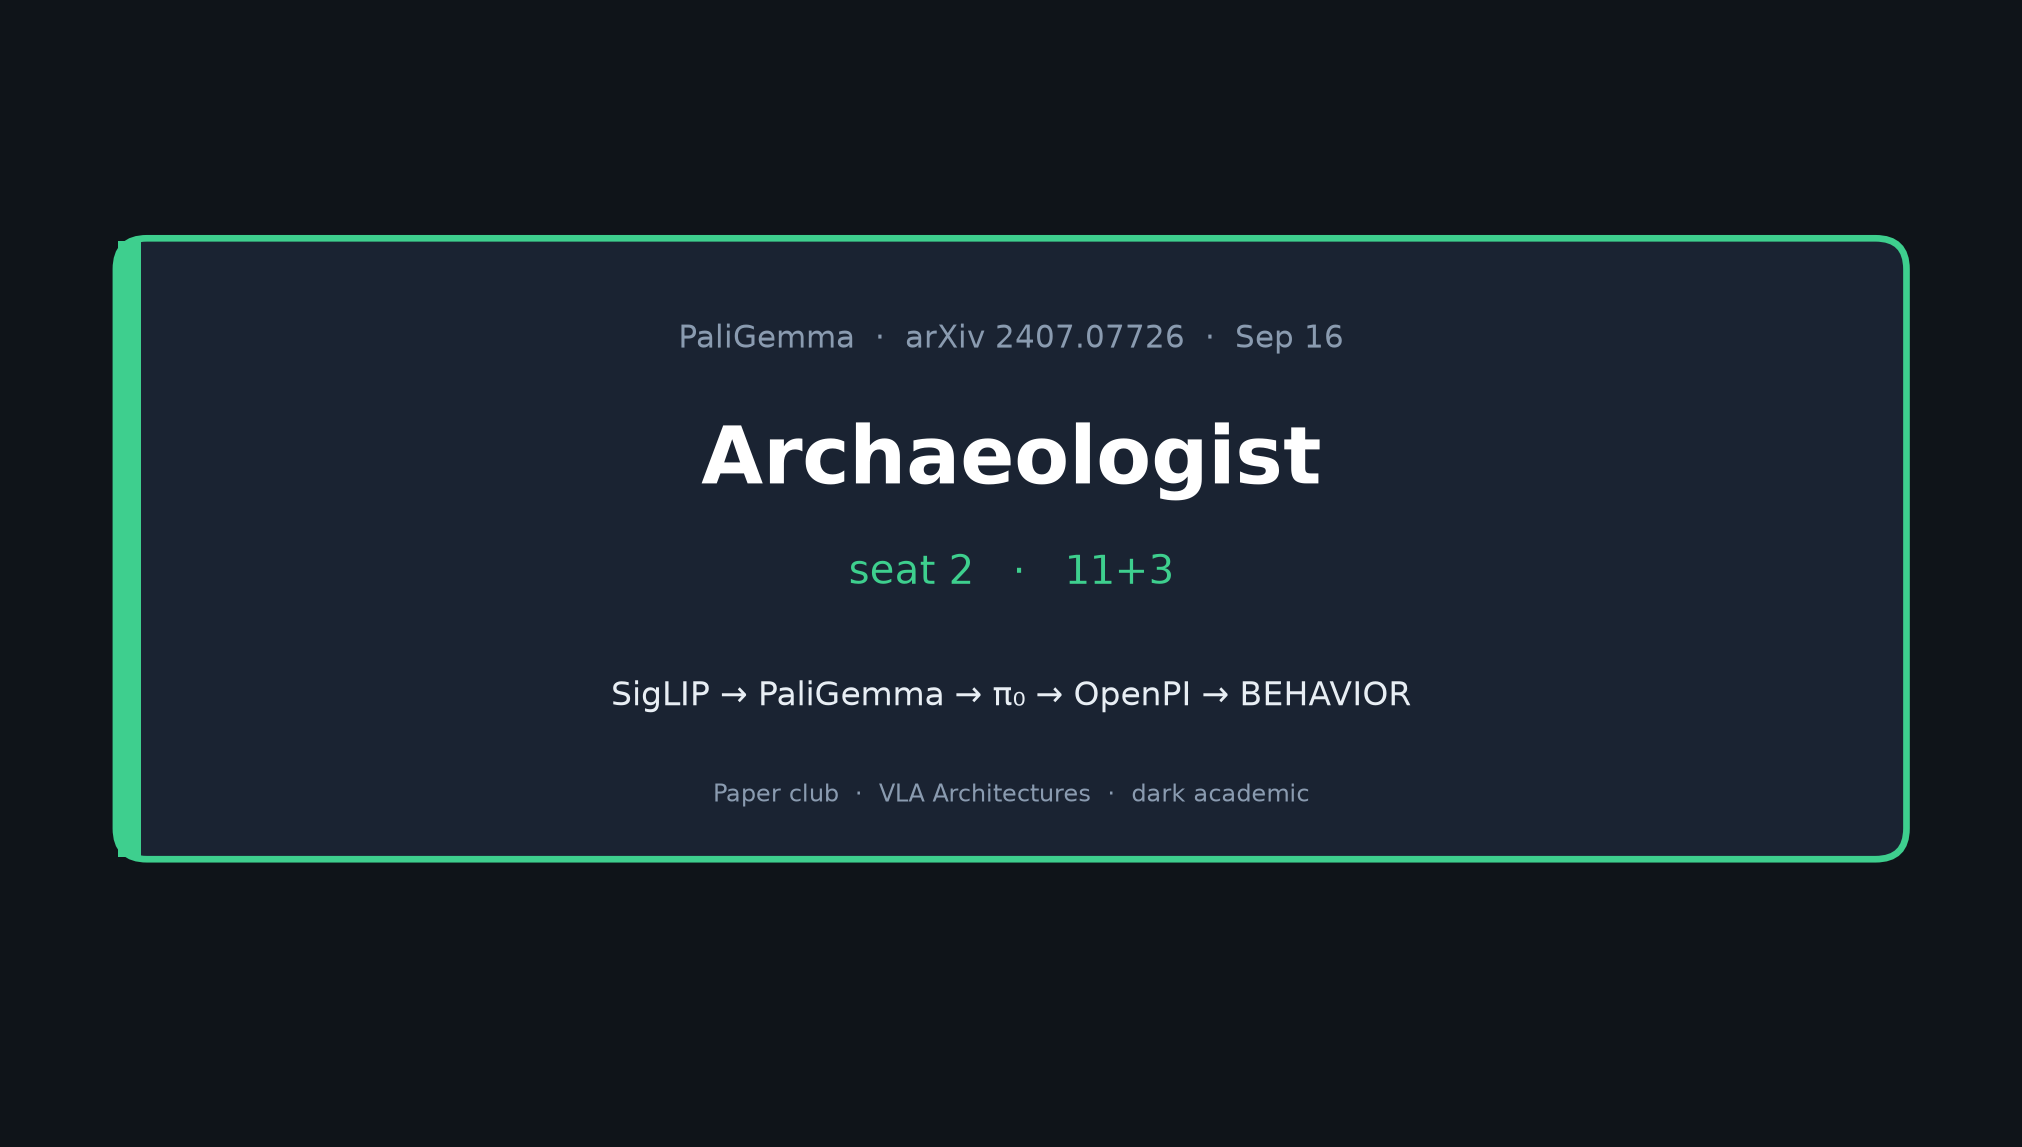 PaliGemma · arXiv 2407.07726 · Sep 16
Archaeologist
seat 2 · 11+3
SigLIP → PaliGemma → π₀ → OpenPI → BEHAVIOR
Paper club · VLA Architectures · dark academic